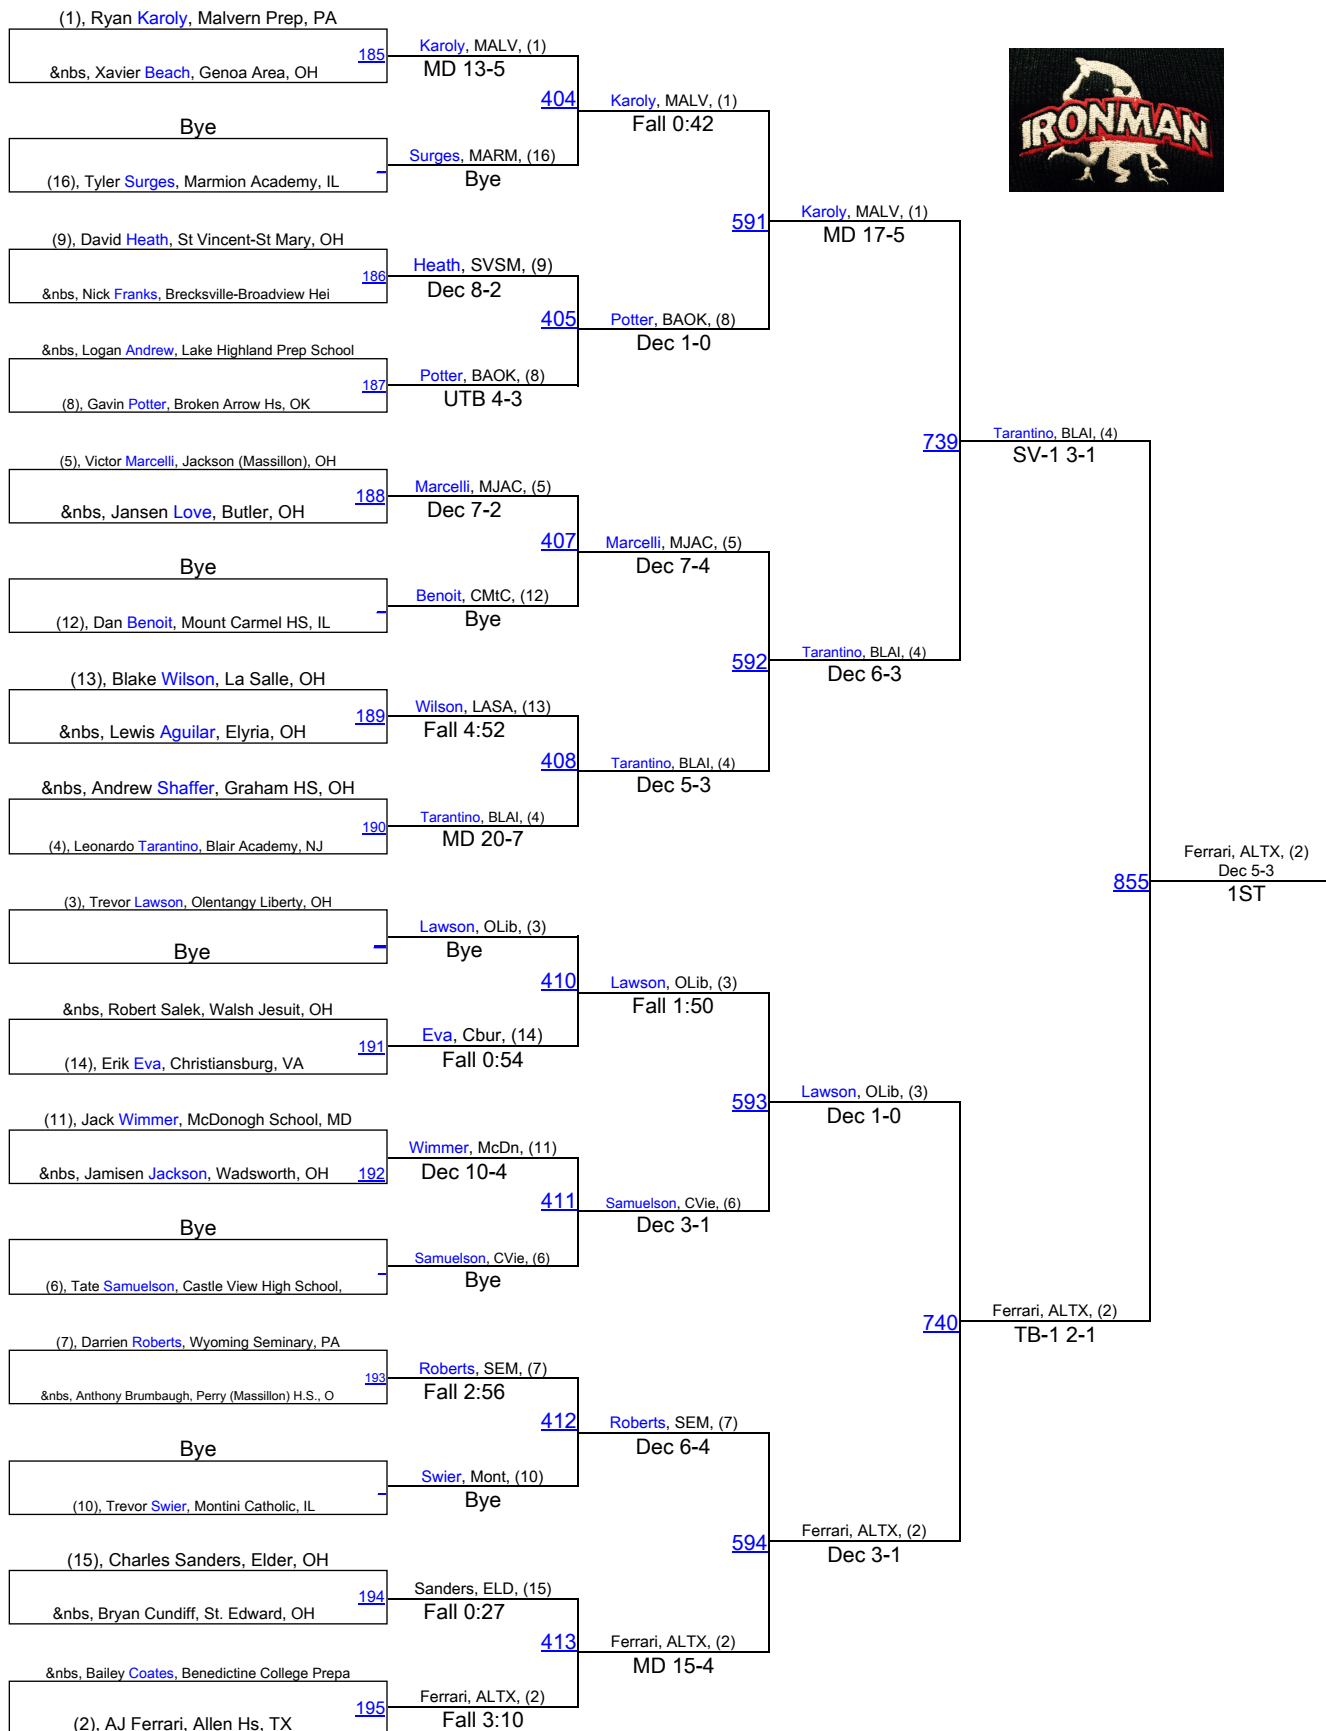 (1), Ryan Karoly, Malvern Prep, PA
185
&nbs, Xavier Beach, Genoa Area, OH
Karoly, MALV, (1)
MD 13-5
404
Karoly, MALV, (1)
Fall 0:42
IRONMAN
Bye
(16), Tyler Surges, Marmion Academy, IL
Surges, MARM, (16)
Bye
591
Karoly, MALV, (1)
MD 17-5
(9), David Heath, St Vincent-St Mary, OH
186
&nbs, Nick Franks, Brecksville-Broadview Hei
Heath, SVSM, (9)
Dec 8-2
405
Potter, BAOK, (8)
Dec 1-0
&nbs, Logan Andrew, Lake Highland Prep School
187
(8), Gavin Potter, Broken Arrow Hs, OK
Potter, BAOK, (8)
UTB 4-3
739
Tarantino, BLAI, (4)
SV-1 3-1
(5), Victor Marcelli, Jackson (Massillon), OH
188
&nbs, Jansen Love, Butler, OH
Marcelli, MJAC, (5)
Dec 7-2
407
Marcelli, MJAC, (5)
Dec 7-4
Bye
(12), Dan Benoit, Mount Carmel HS, IL
Benoit, CMtC, (12)
Bye
592
Tarantino, BLAI, (4)
Dec 6-3
(13), Blake Wilson, La Salle, OH
189
&nbs, Lewis Aguilar, Elyria, OH
Wilson, LASA, (13)
Fall 4:52
408
Tarantino, BLAI, (4)
Dec 5-3
&nbs, Andrew Shaffer, Graham HS, OH
190
(4), Leonardo Tarantino, Blair Academy, NJ
Tarantino, BLAI, (4)
MD 20-7
855
Ferrari, ALTX, (2)
Dec 5-3
1ST
(3), Trevor Lawson, Olentangy Liberty, OH
Bye
Lawson, OLib, (3)
Bye
410
Lawson, OLib, (3)
Fall 1:50
&nbs, Robert Salek, Walsh Jesuit, OH
191
(14), Erik Eva, Christiansburg, VA
Eva, Cbur, (14)
Fall 0:54
593
Lawson, OLib, (3)
Dec 1-0
(11), Jack Wimmer, McDonogh School, MD
192
&nbs, Jamisen Jackson, Wadsworth, OH
Wimmer, McDn, (11)
Dec 10-4
411
Samuelson, CVie, (6)
Dec 3-1
Bye
(6), Tate Samuelson, Castle View High School,
Samuelson, CVie, (6)
Bye
740
Ferrari, ALTX, (2)
TB-1 2-1
(7), Darrien Roberts, Wyoming Seminary, PA
193
&nbs, Anthony Brumbaugh, Perry (Massillon) H.S., O
Roberts, SEM, (7)
Fall 2:56
412
Roberts, SEM, (7)
Dec 6-4
Bye
(10), Trevor Swier, Montini Catholic, IL
Swier, Mont, (10)
Bye
594
Ferrari, ALTX, (2)
Dec 3-1
(15), Charles Sanders, Elder, OH
194
&nbs, Bryan Cundiff, St. Edward, OH
Sanders, ELD, (15)
Fall 0:27
413
Ferrari, ALTX, (2)
MD 15-4
&nbs, Bailey Coates, Benedictine College Prepa
195
(2), AJ Ferrari, Allen Hs, TX
Ferrari, ALTX, (2)
Fall 3:10